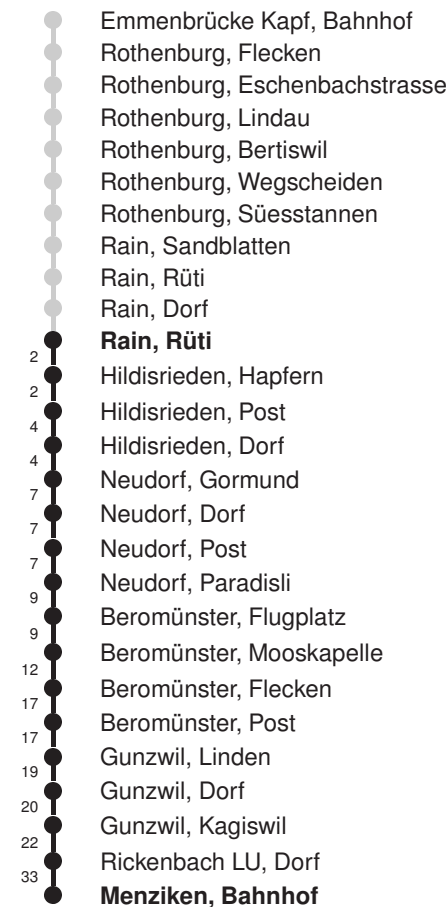 Emmenbrücke Kapf, Bahnhof
Rothenburg, Flecken
Rothenburg, Eschenbachstrasse
Rothenburg, Lindau
Rothenburg, Bertiswil
Rothenburg, Wegscheiden
Rothenburg, Süesstannen
Rain, Sandblatten
Rain, Rüti
Rain, Dorf
Rain, Rüti
2 Hildisrieden, Hapfern
2 Hildisrieden, Post
4 Hildisrieden, Dorf
4 Neudorf, Gormund
7 Neudorf, Dorf
7 Neudorf, Post
7 Neudorf, Paradisli
9 Beromünster, Flugplatz
9 Beromünster, Mooskapelle
12 Beromünster, Flecken
17 Beromünster, Post
17 Gunzwil, Linden
19 Gunzwil, Dorf
20 Gunzwil, Kagiswil
22 Rickenbach LU, Dorf
33 Menziken, Bahnhof